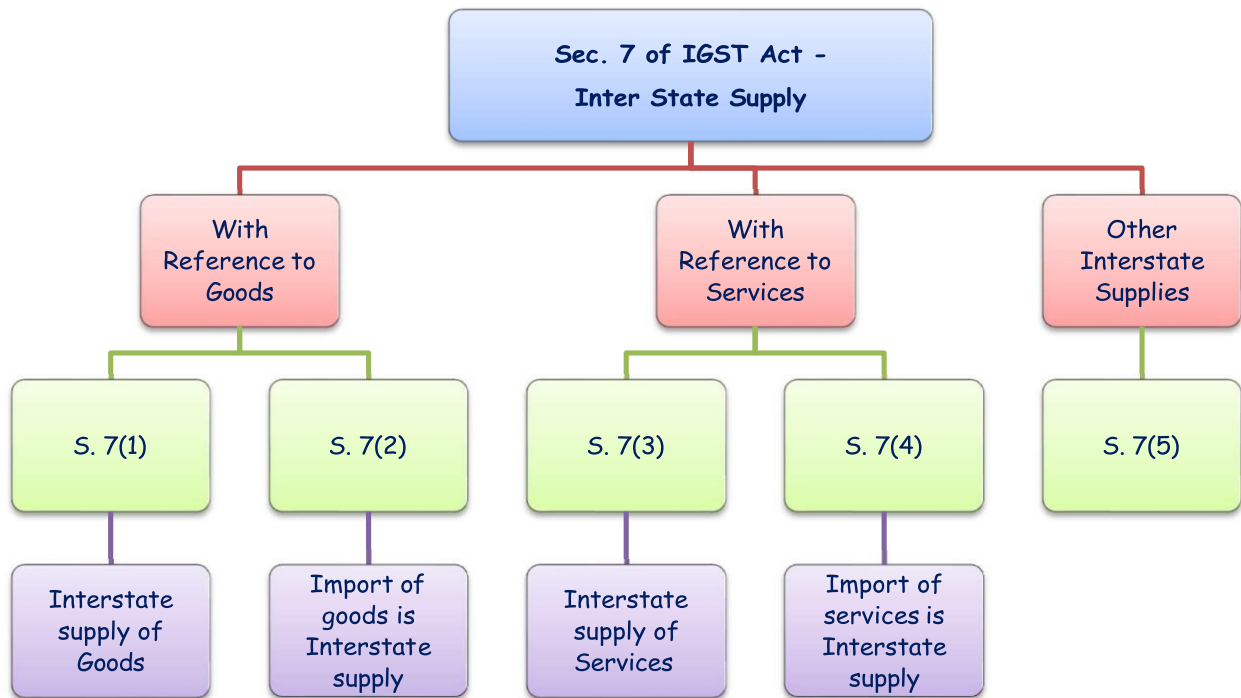 Sec. 7 of IGST Act -
Inter State Supply
With
Reference to
Goods
With
Reference to
Services
Other
Interstate
Supplies
S. 7(1)
S. 7(2)
S. 7(3)
S. 7(4)
S. 7(5)
Interstate
supply of
Goods
Import of
goods is
Interstate
supply
Interstate
supply of
Services
Import of
services is
Interstate
supply